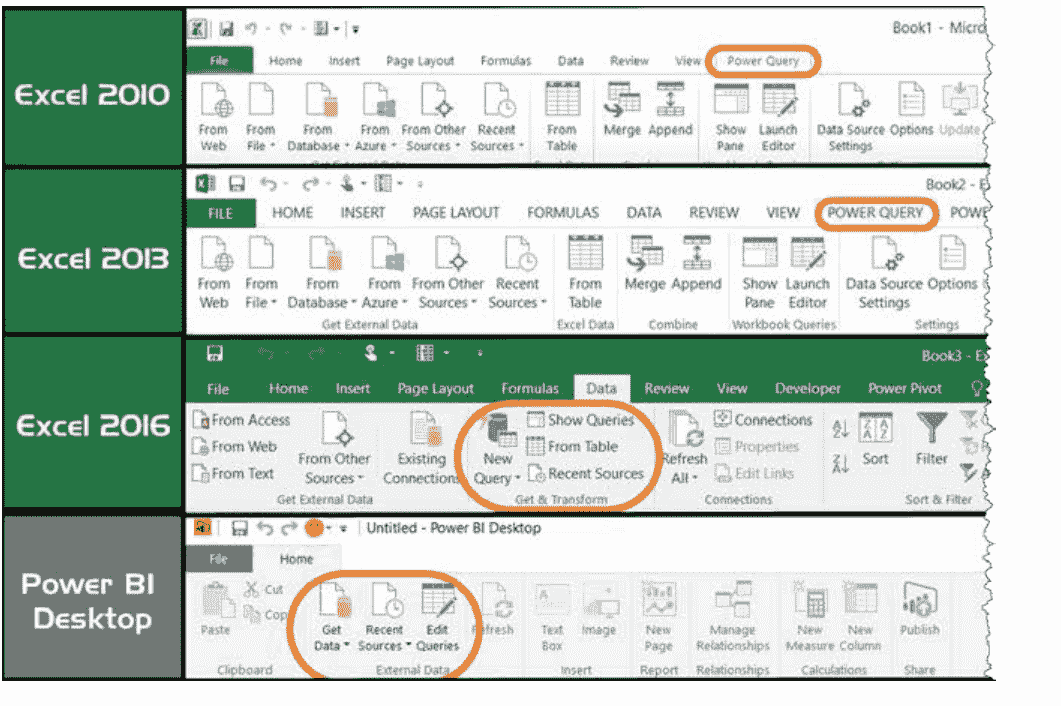 Excel 2010
Book1 - Micro
File Home Insert Page Layout Formulas Data Review View Power Query
From Web
From File
From Database
From Azure
From Other Sources
Recent Sources
From Table
Merge
Append
Show Pane
Launch Editor
Data Source Settings
Options
Update
Excel 2013
Book2 - E
FILE HOME INSERT PAGE LAYOUT FORMULAS DATA REVIEW VIEW POWER QUERY POWE
From Web
From File
From Database
From Azure
From Other Sources
Recent Sources
From Table
Merge
Append
Show Pane
Launch Editor
Data Source Settings
Options
Get External Data
Excel Data
Combine
Workbook Queries
Settings
Excel 2016
Book3 - E
File Home Insert Page Layout Formulas Data Review View Developer Power Pivot
From Access
From Web
From Text
From Other Sources
Existing Connections
New Query
Show Queries
From Table
Recent Sources
Refresh All
Connections
Properties
Edit Links
Sort
Filter
Get External Data
Get & Transform
Connections
Sort & Filter
Power BI
Desktop
Untitled - Power BI Desktop
File Home
Paste
Cut
Cop
Get Data
Recent Sources
Edit Queries
Refresh
Text Box
Image
New Page
Manage Relationships
New Measure
New Column
Publish
Clipboard
External Data
Insert
Report
Relationships
Calculations
Share